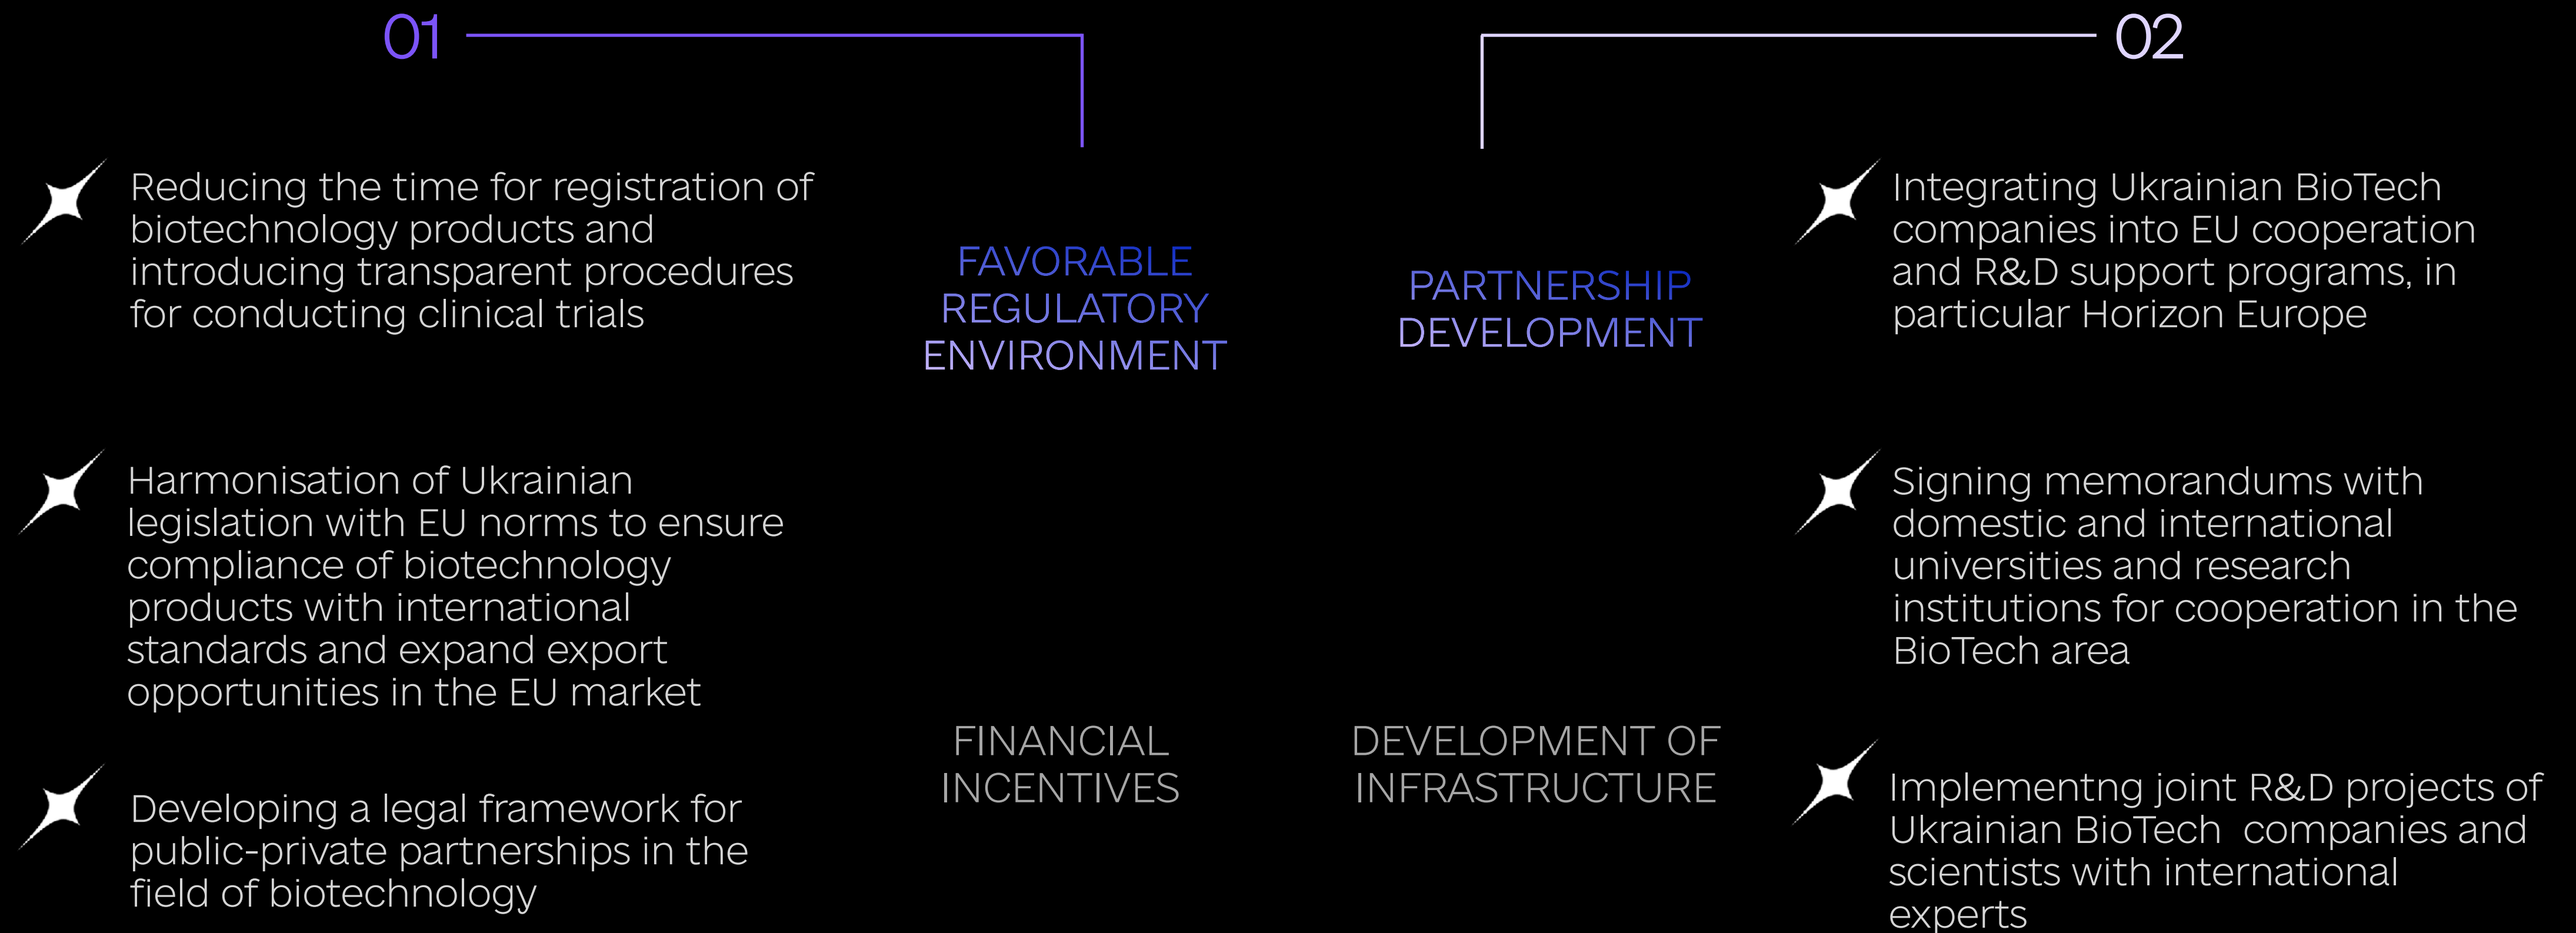 01
Reducing the time for registration of
biotechnology products and
introducing transparent procedures
for conducting clinical trials
Harmonisation of Ukrainian
legislation with EU norms to ensure
compliance of biotechnology
products with international
standards and expand export
opportunities in the EU market
Developing a legal framework for
public-private partnerships in the
field of biotechnology
FAVORABLE
REGULATORY
ENVIRONMENT
PARTNERSHIP
DEVELOPMENT
FINANCIAL
INCENTIVES
DEVELOPMENT OF
INFRASTRUCTURE
02
Integrating Ukrainian BioTech
companies into EU cooperation
and R&D support programs, in
particular Horizon Europe
Signing memorandums with
domestic and international
universities and research
institutions for cooperation in the
BioTech area
Implementng joint R&D projects of
Ukrainian BioTech  companies and
scientists with international
experts